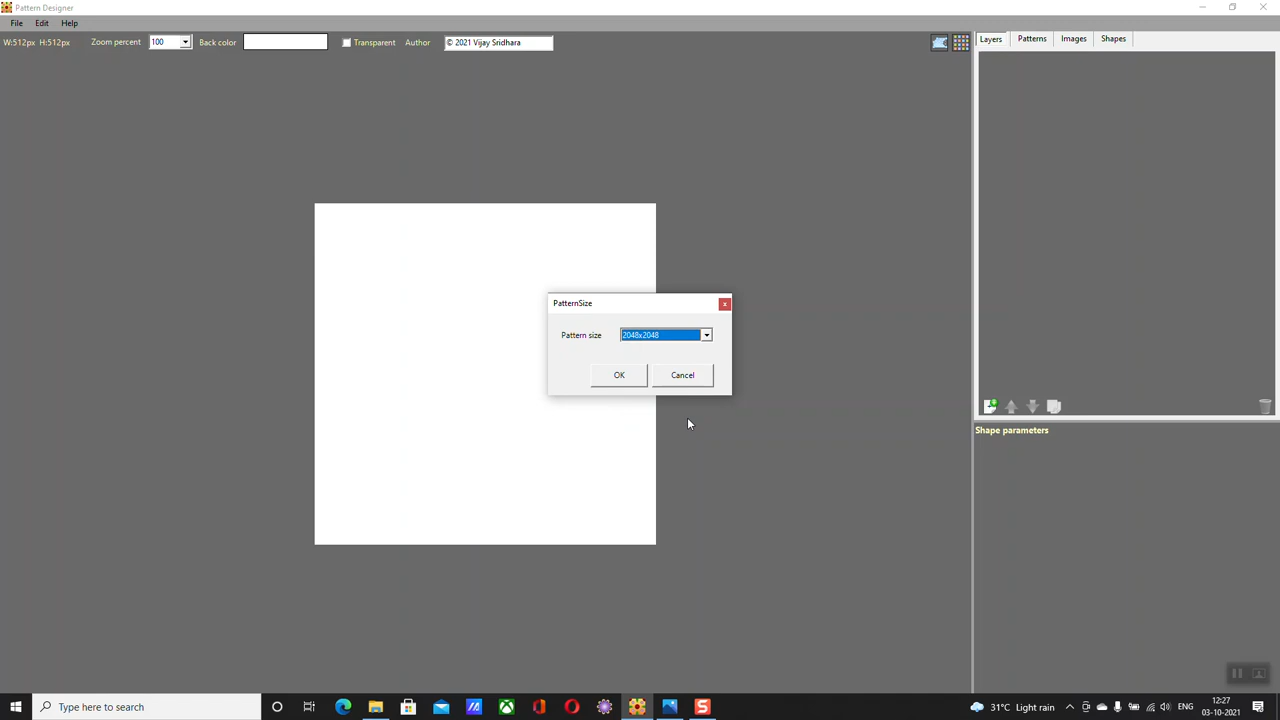 Pattern Designer
File Edit Help
W:512px H:512px Zoom percent 100 Back color Transparent Author © 2021 Vijay Sridhara
Layers Patterns Images Shapes
PatternSize
x
Pattern size 2048x2048
OK Cancel
Shape parameters
Type here to search
31°C Light rain
ENG
12:27
03-10-2021